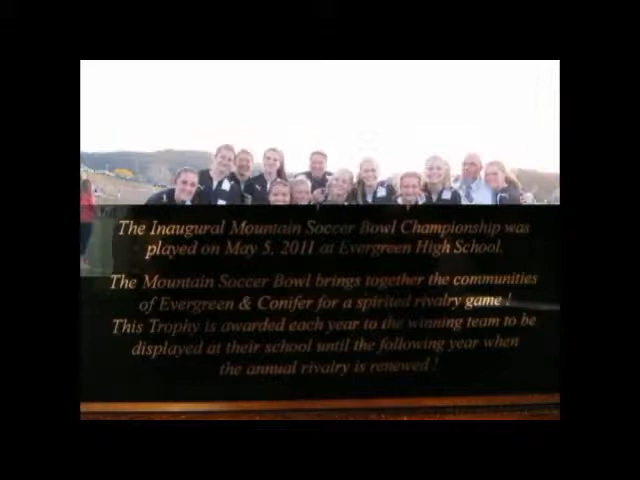 The Inaugural Mountain Soccer Bowl Championship was
played on May 5, 2011 at Evergreen High School.
The Mountain Soccer Bowl brings together the communities
of Evergreen & Conifer for a spirited rivalry game !
This Trophy is awarded each year to the winning team to be
displayed at their school until the following year when
the annual rivalry is renewed !